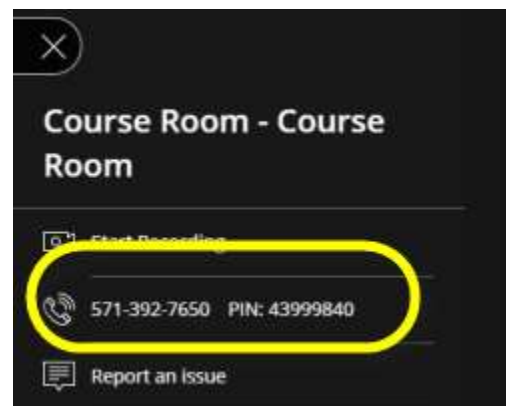 Course Room - Course
Room
Start Recording
571-392-7650 PIN: 43999840
Report an issue